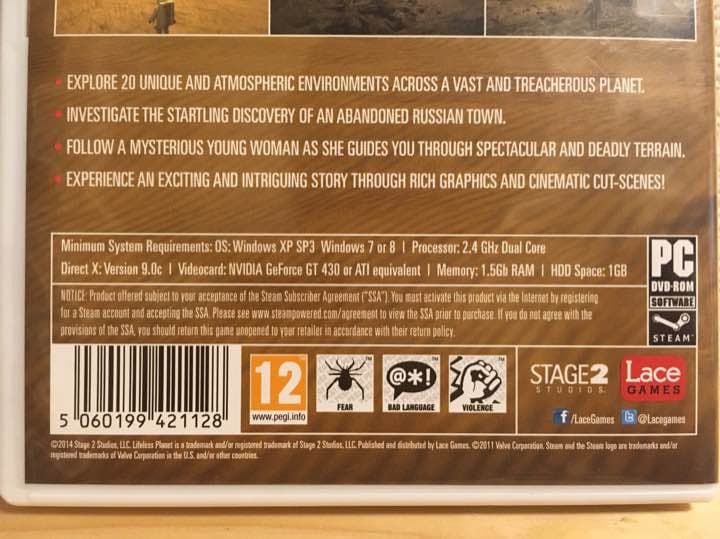 • EXPLORE 20 UNIQUE AND ATMOSPHERIC ENVIRONMENTS ACROSS A VAST AND TREACHEROUS PLANET.
• INVESTIGATE THE STARTLING DISCOVERY OF AN ABANDONED RUSSIAN TOWN.
• FOLLOW A MYSTERIOUS YOUNG WOMAN AS SHE GUIDES YOU THROUGH SPECTACULAR AND DEADLY TERRAIN.
• EXPERIENCE AN EXCITING AND INTRIGUING STORY THROUGH RICH GRAPHICS AND CINEMATIC CUT-SCENES!
Minimum System Requirements: OS: Windows XP SP3 Windows 7 or 8 | Processor: 2.4 GHz Dual Core
Direct X: Version 9.0c | Videocard: NVIDIA GeForce GT 430 or ATI equivalent | Memory: 1.5Gh RAM | HDD Space: 1GB
NOTICE: Product offered subject to your acceptance of the Steam Subscriber Agreement ("SSA"). You must activate this product via the Internet by registering
for a Steam account and accepting the SSA. Please see www.steampowered.com/agreement to view the SSA prior to purchase. If you do not agree with the
provisions of the SSA, you should return this game unopened to your retailer in accordance with their return policy.
PC
DVD-ROM
SOFTWARE
STEAM™
5 060199 421128
12
www.pegi.info
FEAR
@*!
BAD LANGUAGE
VIOLENCE
STAGE2
STUDIOS
Lace
GAMES
f /LaceGames @Lacegames
©2014 Stage 2 Studios, LLC. Lifeless Planet is a trademark and/or registered trademark of Stage 2 Studios, LLC. Published and distributed by Lace Games. ©2011 Valve Corporation. Steam and the Steam logo are trademarks and/or
registered trademarks of Valve Corporation in the U.S. and/or other countries.